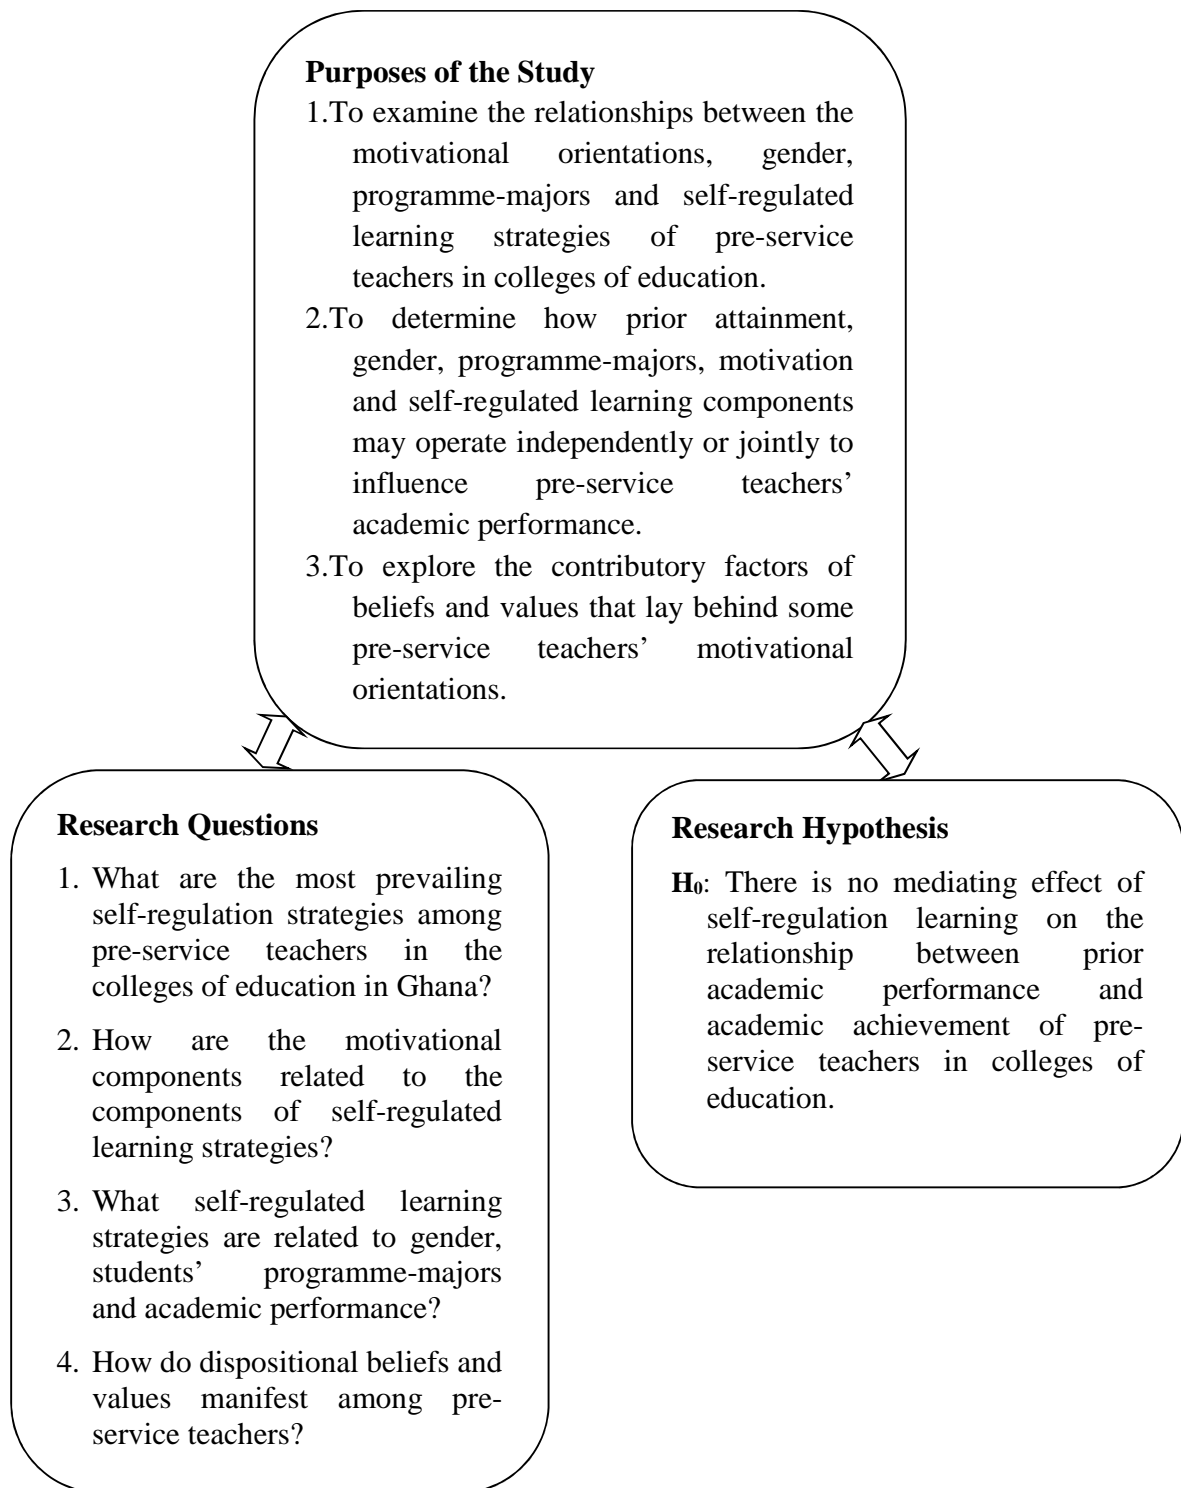 Purposes of the Study
1.To examine the relationships between the
motivational orientations, gender,
programme-majors and self-regulated
learning strategies of pre-service
teachers in colleges of education.
2.To determine how prior attainment,
gender, programme-majors, motivation
and self-regulated learning components
may operate independently or jointly to
influence pre-service teachers’
academic performance.
3.To explore the contributory factors of
beliefs and values that lay behind some
pre-service teachers’ motivational
orientations.
Research Questions
1. What are the most prevailing
self-regulation strategies among
pre-service teachers in the
colleges of education in Ghana?
2. How are the motivational
components related to the
components of self-regulated
learning strategies?
3. What self-regulated learning
strategies are related to gender,
students’ programme-majors
and academic performance?
4. How do dispositional beliefs and
values manifest among pre-
service teachers?
Research Hypothesis
H₀: There is no mediating effect of
self-regulation learning on the
relationship between prior
academic performance and
academic achievement of pre-
service teachers in colleges of
education.